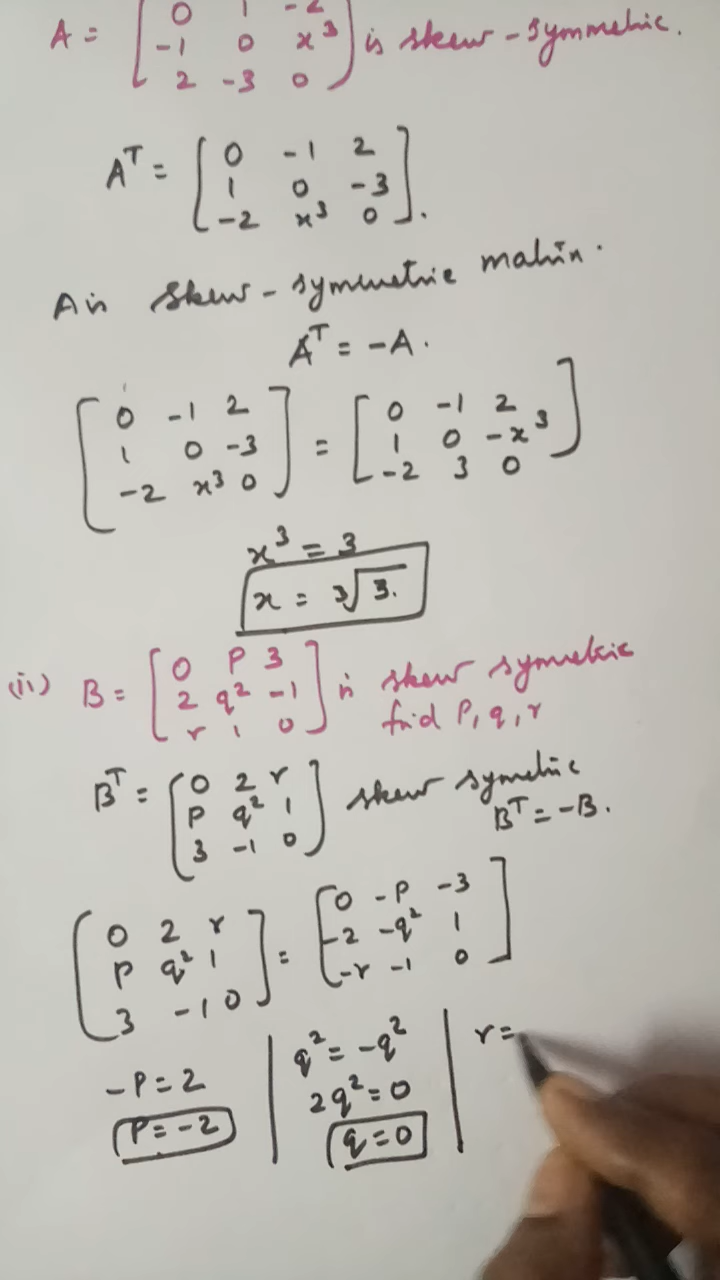 A = [ 0 1 -2
-1 0 x³
2 -3 0 ] is skew-symmetric.
Aᵀ = [ 0 -1 2
1 0 -3
-2 x³ 0 ].
A is skew-symmetric matrix.
Aᵀ = -A.
[ 0 -1 2
1 0 -3
-2 x³ 0 ] = [ 0 -1 2
1 0 -x³
-2 3 0 ]
x³ = 3
x = ³√3.
(ii) B = [ 0 P 3
2 q² -1
r 1 0 ] is skew symetric
find P, q, r
Bᵀ = [ 0 2 r
P q² 1
3 -1 0 ] skew symetric
Bᵀ = -B.
[ 0 2 r
P q² 1
3 -1 0 ] = [ 0 -P -3
-2 -q² 1
-r -1 0 ]
-P = 2
P = -2
q² = -q²
2q² = 0
q = 0
r =